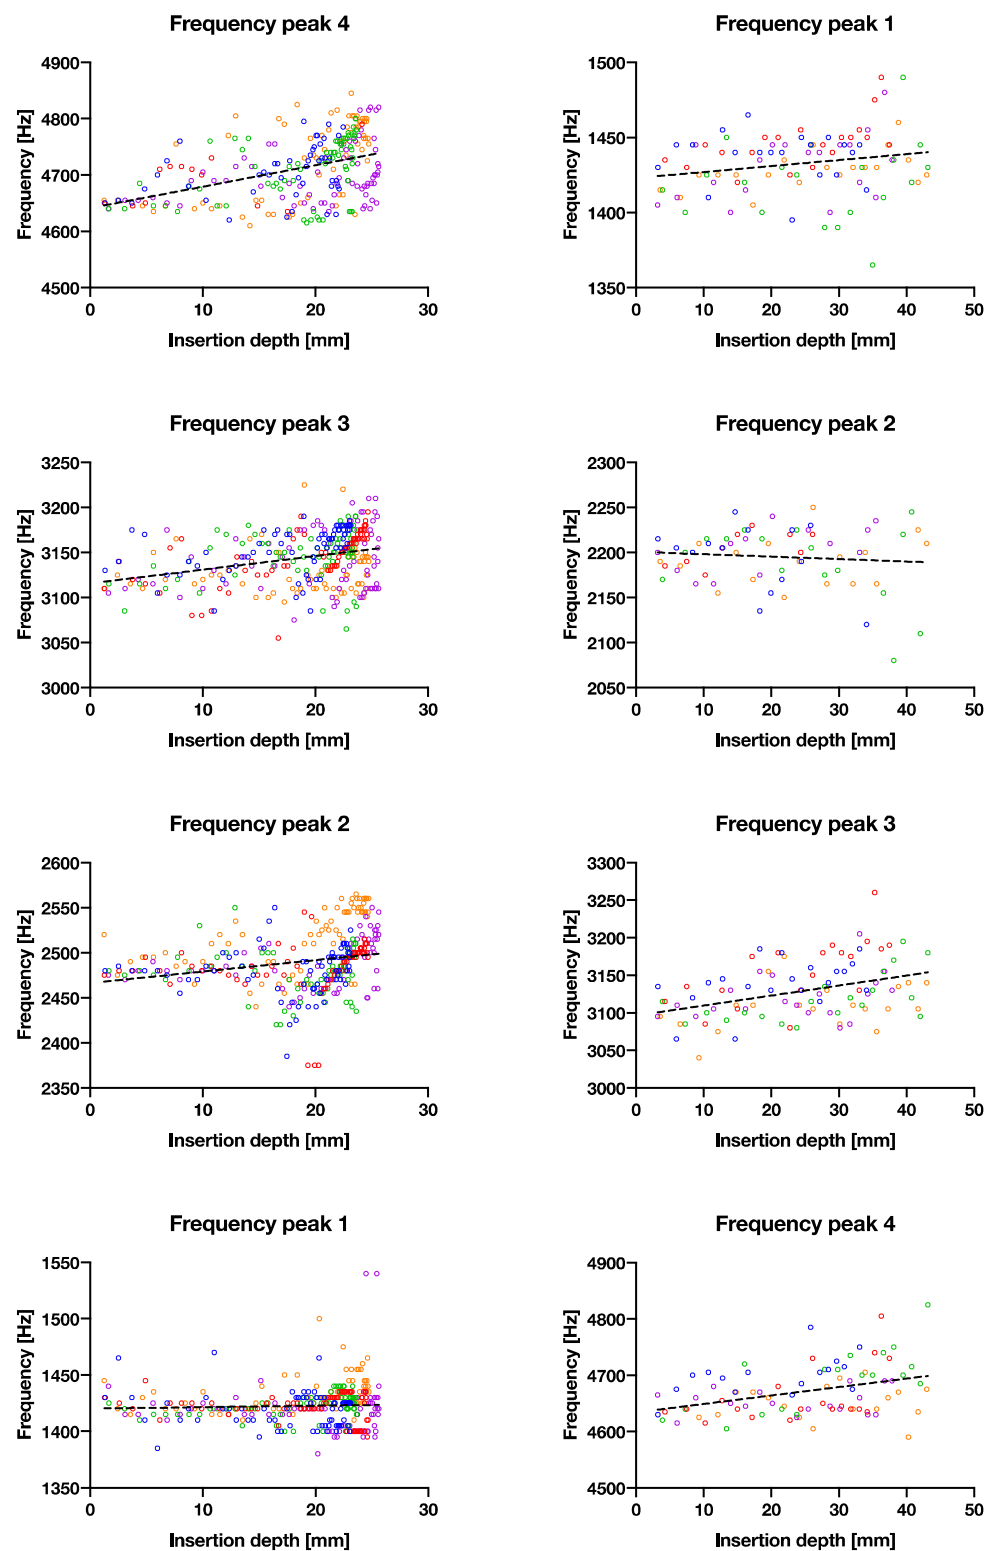 Frequency peak 4
Frequency [Hz]
4900
4800
4700
4600
4500
0 10 20 30
Insertion depth [mm]
Frequency peak 1
Frequency [Hz]
1500
1450
1400
1350
0 10 20 30 40 50
Insertion depth [mm]
Frequency peak 3
Frequency [Hz]
3250
3200
3150
3100
3050
3000
0 10 20 30
Insertion depth [mm]
Frequency peak 2
Frequency [Hz]
2300
2250
2200
2150
2100
2050
0 10 20 30 40 50
Insertion depth [mm]
Frequency peak 2
Frequency [Hz]
2600
2550
2500
2450
2400
2350
0 10 20 30
Insertion depth [mm]
Frequency peak 3
Frequency [Hz]
3300
3250
3200
3150
3100
3050
3000
0 10 20 30 40 50
Insertion depth [mm]
Frequency peak 1
Frequency [Hz]
1550
1500
1450
1400
1350
0 10 20 30
Insertion depth [mm]
Frequency peak 4
Frequency [Hz]
4900
4800
4700
4600
4500
0 10 20 30 40 50
Insertion depth [mm]